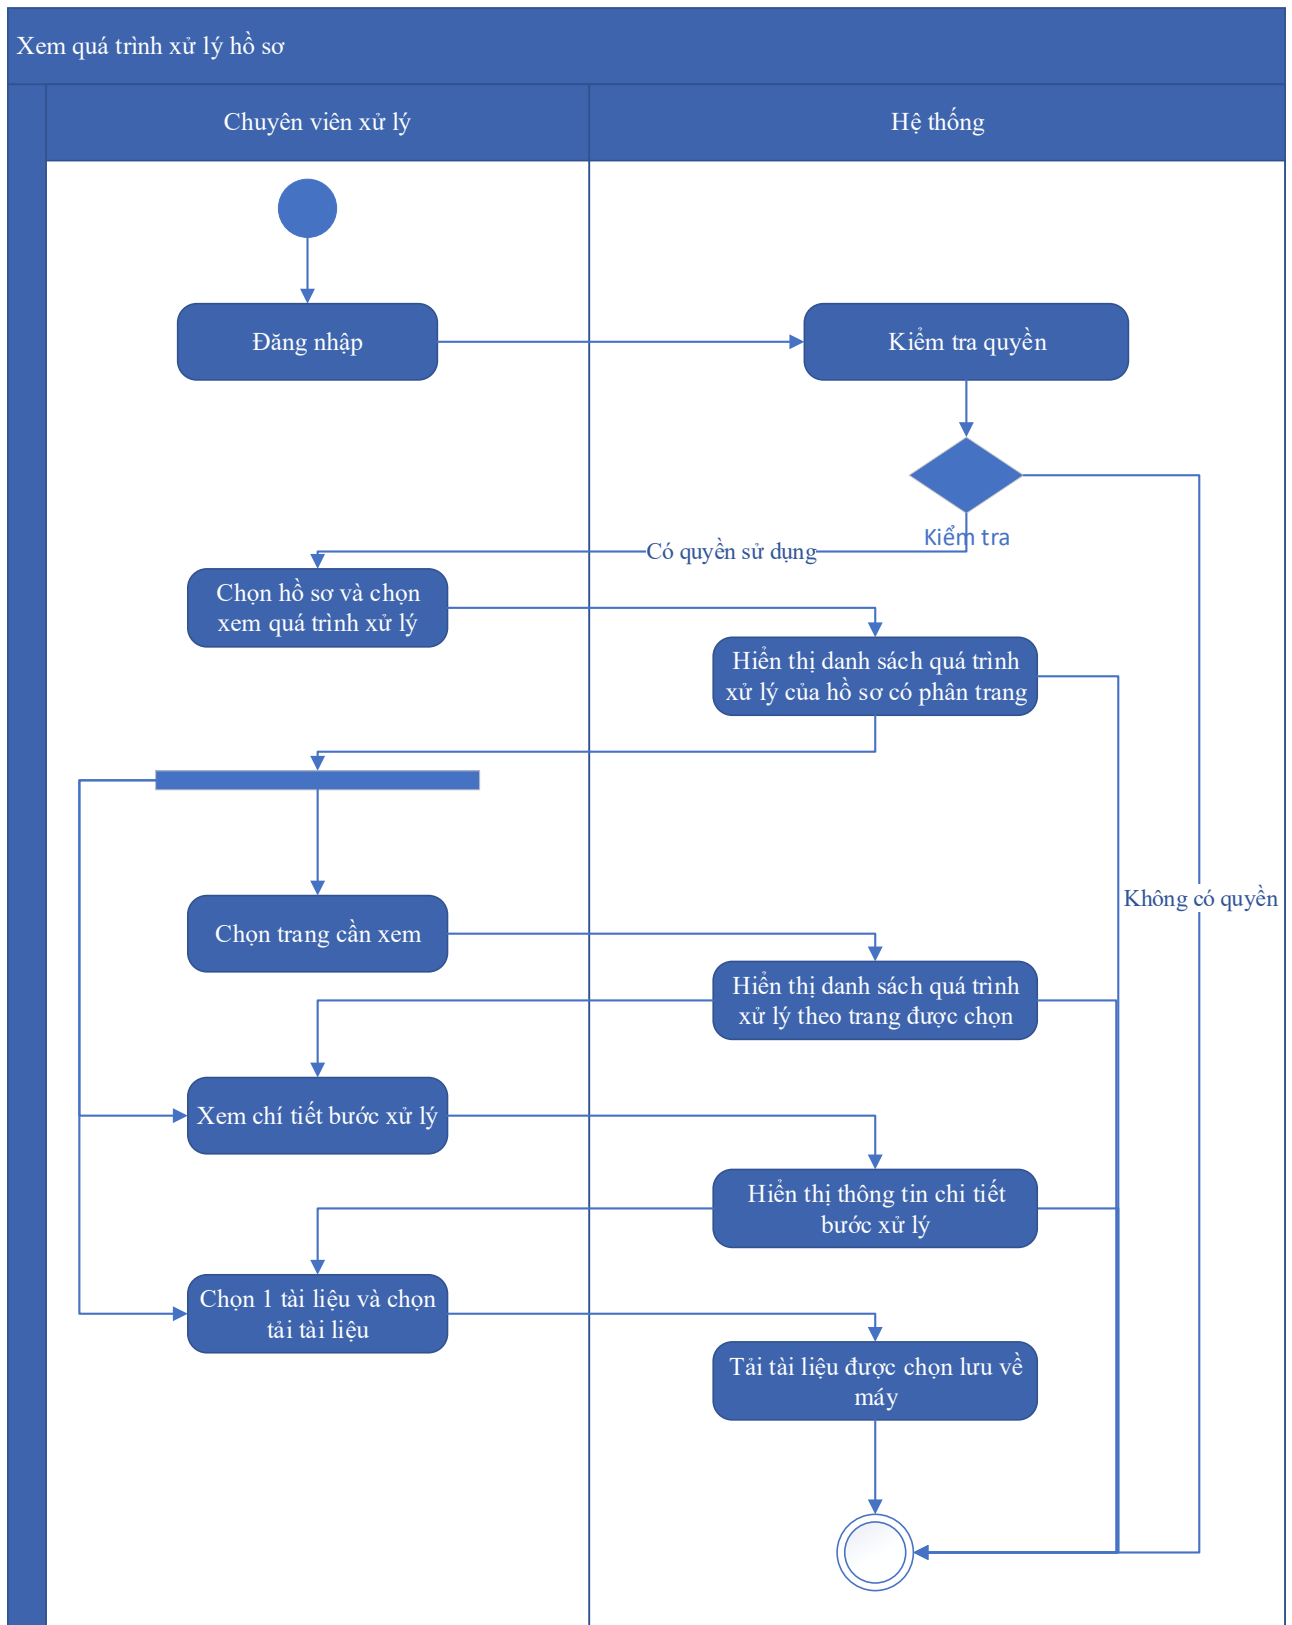 Xem quá trình xử lý hồ sơ
Chuyên viên xử lý
Hệ thống
Đăng nhập
Kiểm tra quyền
Kiểm tra
Có quyền sử dụng
Chọn hồ sơ và chọn
xem quá trình xử lý
Hiển thị danh sách quá trình
xử lý của hồ sơ có phân trang
Không có quyền
Chọn trang cần xem
Hiển thị danh sách quá trình
xử lý theo trang được chọn
Xem chí tiết bước xử lý
Hiển thị thông tin chi tiết
bước xử lý
Chọn 1 tài liệu và chọn
tải tài liệu
Tải tài liệu được chọn lưu về
máy